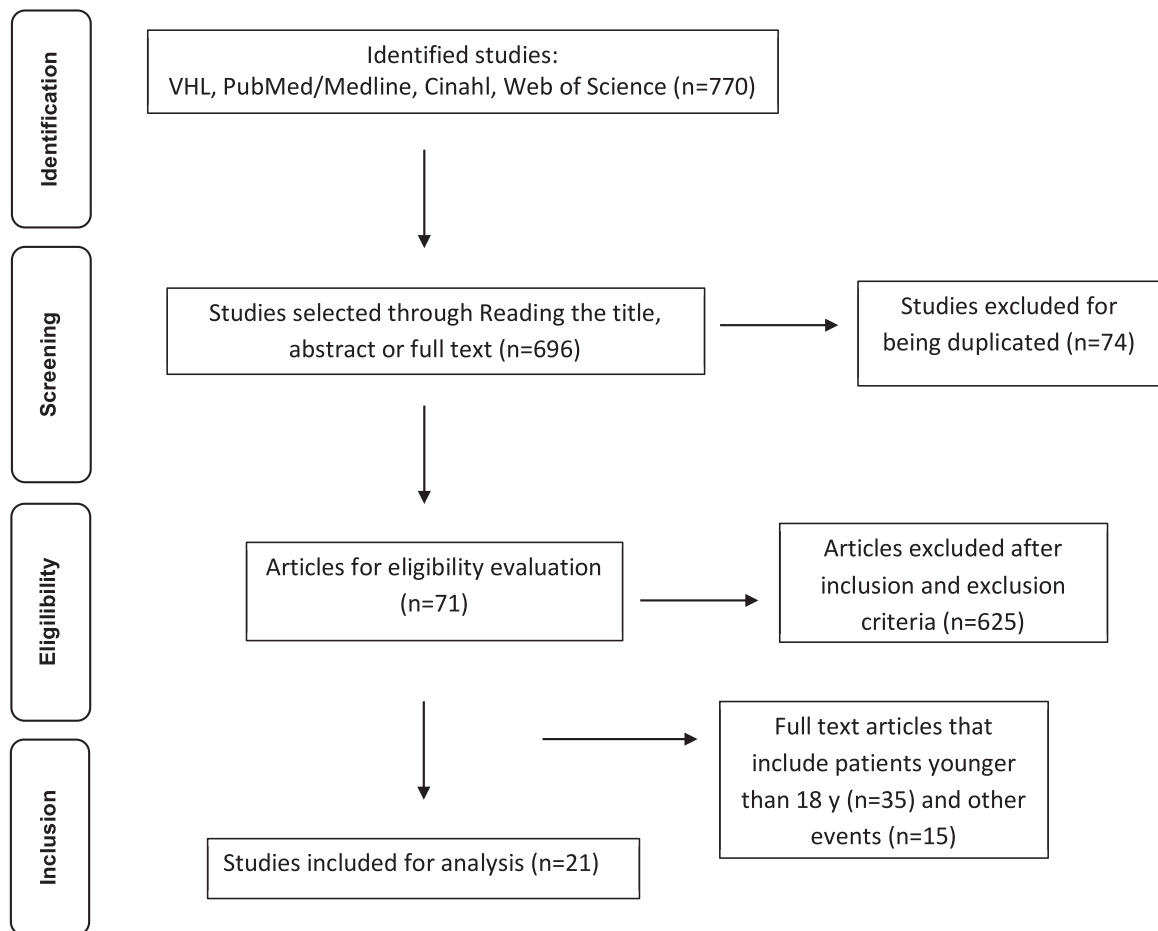 Identification
Identified studies:
VHL, PubMed/Medline, Cinahl, Web of Science (n=770)
Screening
Studies selected through Reading the title,
abstract or full text (n=696)
Studies excluded for
being duplicated (n=74)
Eligilibility
Articles for eligibility evaluation
(n=71)
Articles excluded after
inclusion and exclusion
criteria (n=625)
Inclusion
Full text articles that
include patients younger
than 18 y (n=35) and other
events (n=15)
Studies included for analysis (n=21)